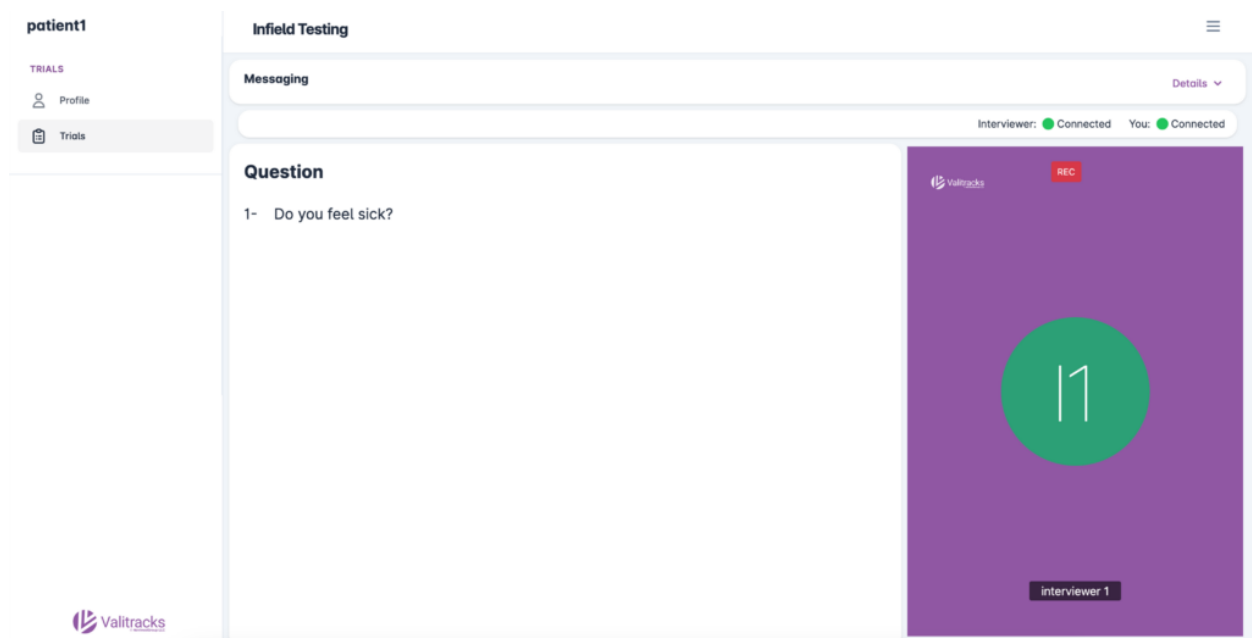 patient1
TRIALS
Profile
Trials
Valitracks
Infield Testing
Messaging
Details
Interviewer: Connected You: Connected
Question
1- Do you feel sick?
Valitracks
REC
I1
interviewer 1